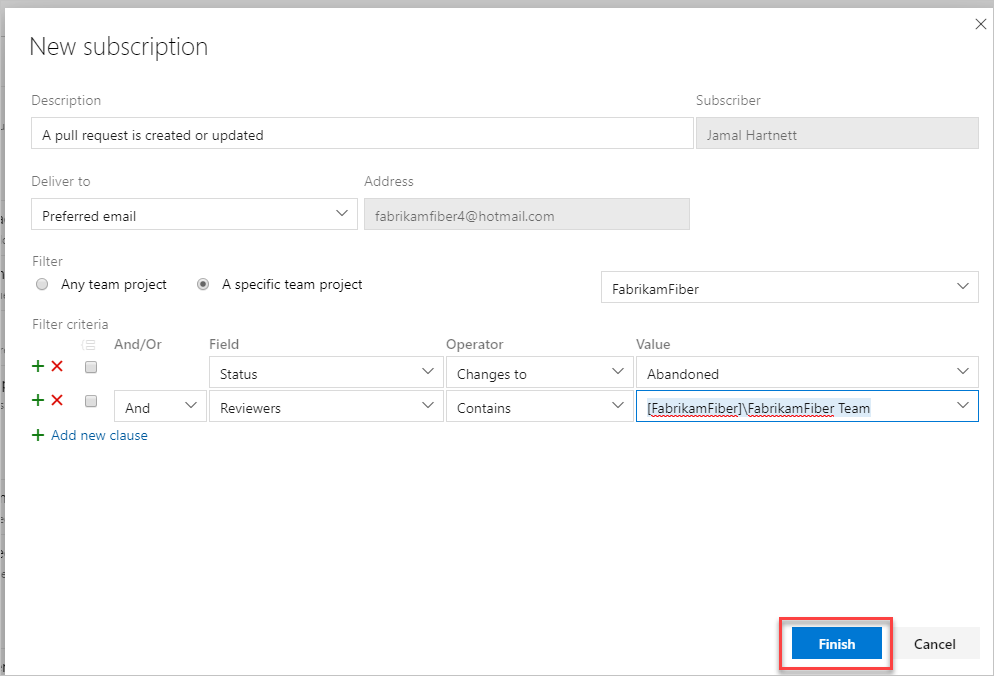 New subscription
Description Subscriber
A pull request is created or updated Jamal Hartnett
Deliver to Address
Preferred email fabrikamfiber4@hotmail.com
Filter
Any team project A specific team project FabrikamFiber
Filter criteria
And/Or Field Operator Value
Status Changes to Abandoned
And Reviewers Contains [FabrikamFiber]\FabrikamFiber Team
Add new clause
Finish Cancel